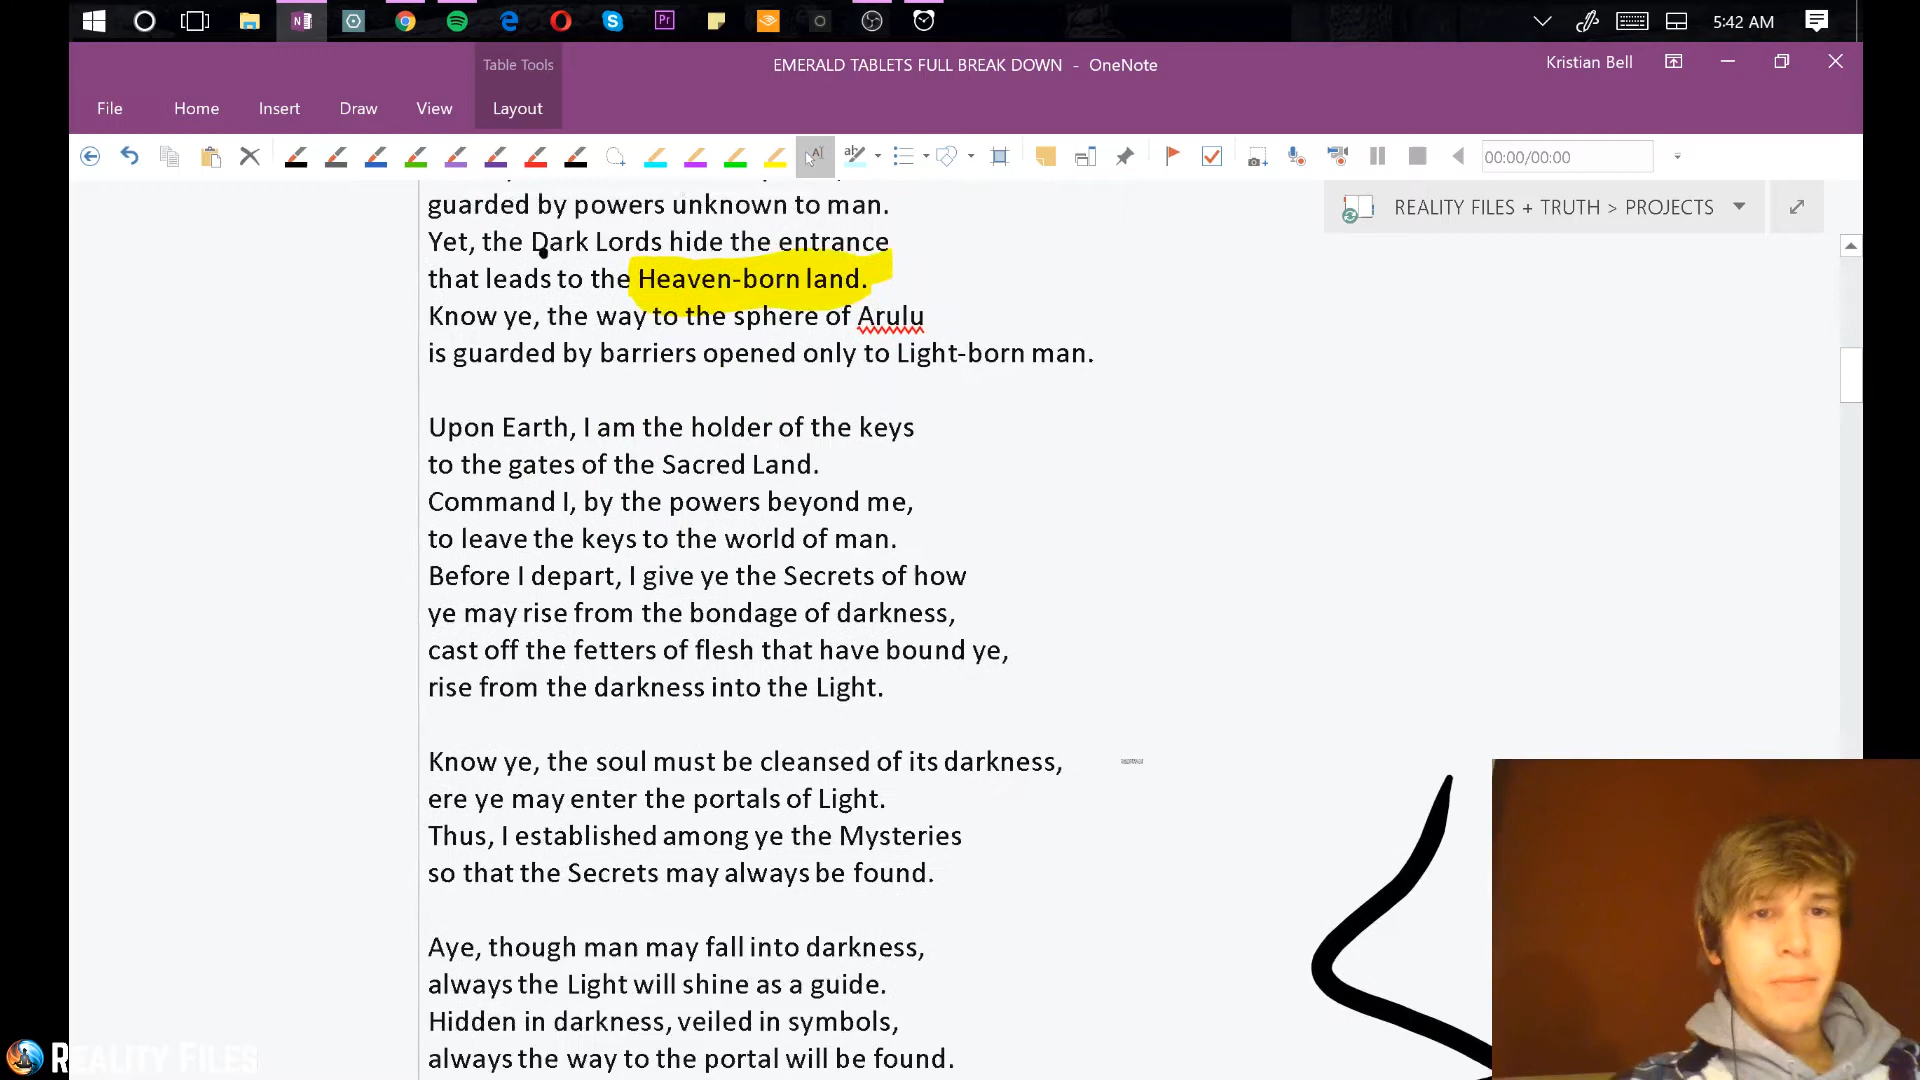 5:42 AM
Table Tools
EMERALD TABLETS FULL BREAK DOWN - OneNote
Kristian Bell
File Home Insert Draw View Layout
00:00/00:00
REALITY FILES + TRUTH > PROJECTS
guarded by powers unknown to man.
Yet, the Dark Lords hide the entrance
that leads to the Heaven-born land.
Know ye, the way to the sphere of Arulu
is guarded by barriers opened only to Light-born man.
Upon Earth, I am the holder of the keys
to the gates of the Sacred Land.
Command I, by the powers beyond me,
to leave the keys to the world of man.
Before I depart, I give ye the Secrets of how
ye may rise from the bondage of darkness,
cast off the fetters of flesh that have bound ye,
rise from the darkness into the Light.
Know ye, the soul must be cleansed of its darkness,
ere ye may enter the portals of Light.
Thus, I established among ye the Mysteries
so that the Secrets may always be found.
Aye, though man may fall into darkness,
always the Light will shine as a guide.
Hidden in darkness, veiled in symbols,
always the way to the portal will be found.
REALITY FILES